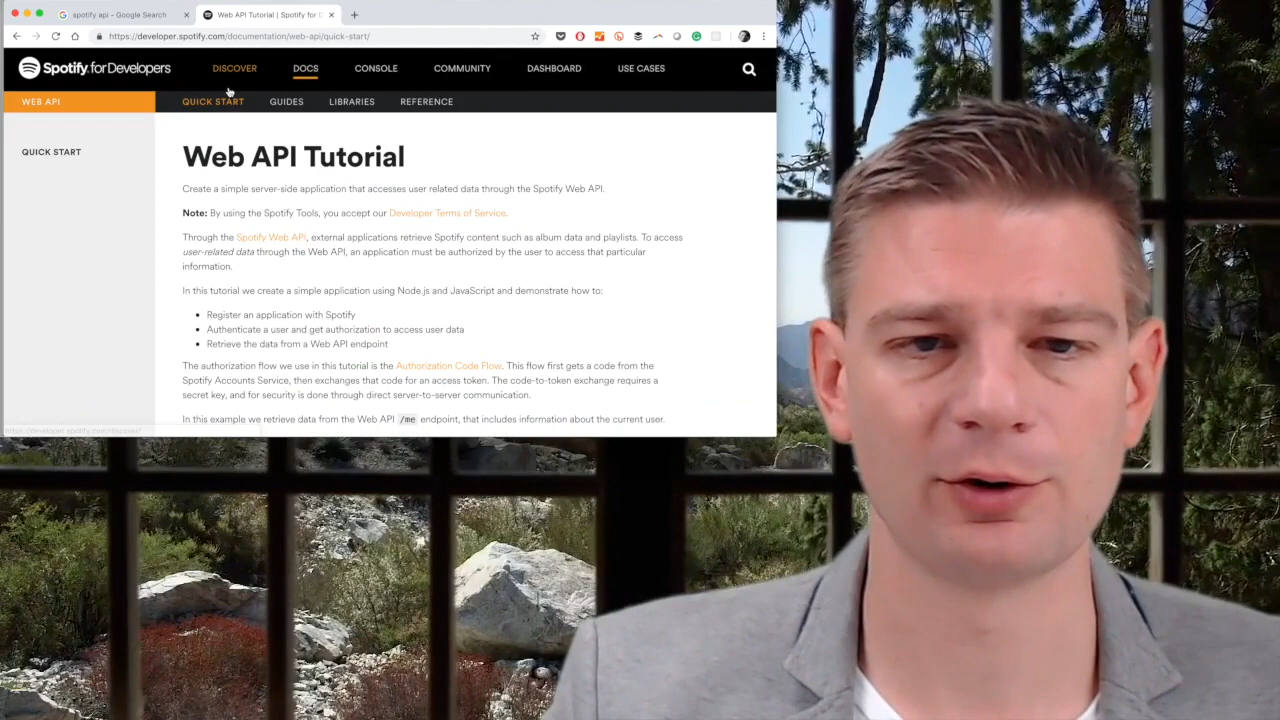 spotify api - Google Search
Web API Tutorial | Spotify for D
https://developer.spotify.com/documentation/web-api/quick-start/
Spotify for Developers
DISCOVER DOCS CONSOLE COMMUNITY DASHBOARD USE CASES
WEB API
QUICK START GUIDES LIBRARIES REFERENCE
QUICK START
Web API Tutorial
Create a simple server-side application that accesses user related data through the Spotify Web API.
Note: By using the Spotify Tools, you accept our Developer Terms of Service.
Through the Spotify Web API, external applications retrieve Spotify content such as album data and playlists. To access
user-related data through the Web API, an application must be authorized by the user to access that particular
information.
In this tutorial we create a simple application using Node.js and JavaScript and demonstrate how to:
• Register an application with Spotify
• Authenticate a user and get authorization to access user data
• Retrieve the data from a Web API endpoint
The authorization flow we use in this tutorial is the Authorization Code Flow. This flow first gets a code from the
Spotify Accounts Service, then exchanges that code for an access token. The code-to-token exchange requires a
secret key, and for security is done through direct server-to-server communication.
In this example we retrieve data from the Web API /me endpoint, that includes information about the current user.
https://developer.spotify.com/discover/